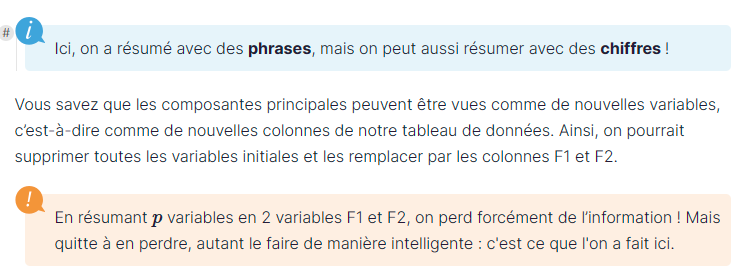 #
i
Ici, on a résumé avec des phrases, mais on peut aussi résumer avec des chiffres !
Vous savez que les composantes principales peuvent être vues comme de nouvelles variables,
c’est-à-dire comme de nouvelles colonnes de notre tableau de données. Ainsi, on pourrait
supprimer toutes les variables initiales et les remplacer par les colonnes F1 et F2.
!
En résumant p variables en 2 variables F1 et F2, on perd forcément de l’information ! Mais
quitte à en perdre, autant le faire de manière intelligente : c'est ce que l'on a fait ici.